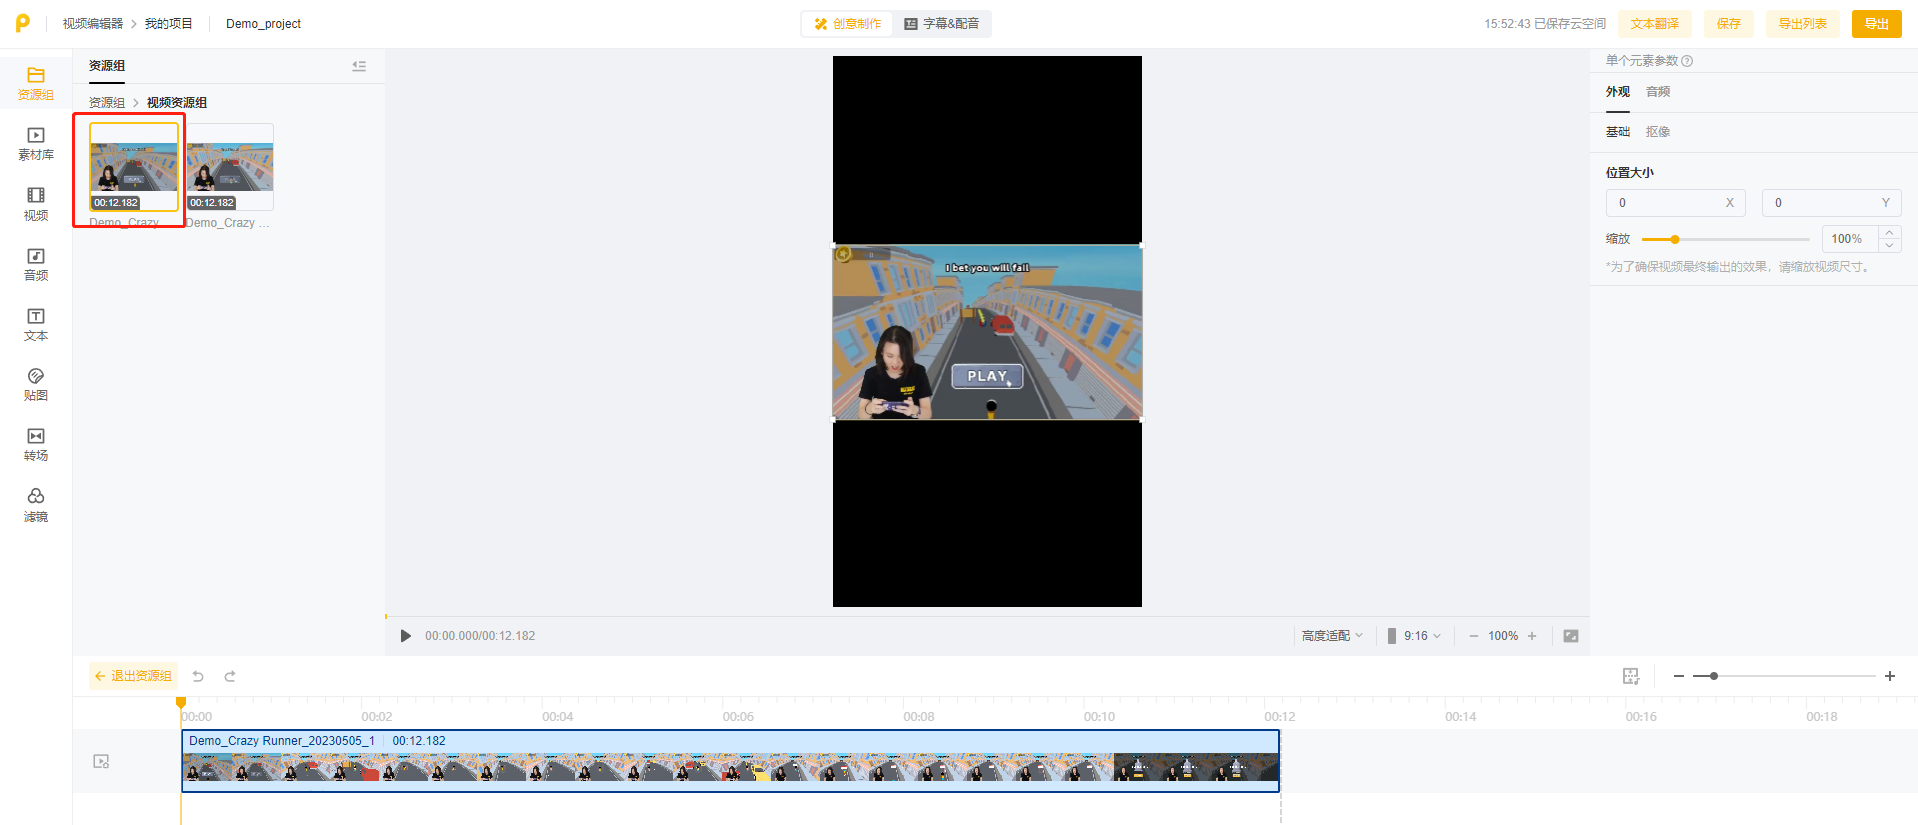 视频编辑器 > 我的项目 Demo_project
创意制作 字幕&配音
15:52:43 已保存云空间 文本翻译 保存 导出列表 导出
资源组
素材库
视频
音频
文本
贴图
转场
滤镜
资源组
资源组 > 视频资源组
00:12.182 00:12.182
Demo_Crazy Demo_Crazy ...
I bet you will fail
PLAY
00:00.000/00:12.182
高度适配 9:16 100%
单个元素参数
外观 音频
基础 抠像
位置大小
0 X 0 Y
缩放 100%
*为了确保视频最终输出的效果，请缩放视频尺寸。
退出资源组
00:00 00:02 00:04 00:06 00:08 00:10 00:12 00:14 00:16 00:18
Demo_Crazy Runner_20230505_1 00:12.182